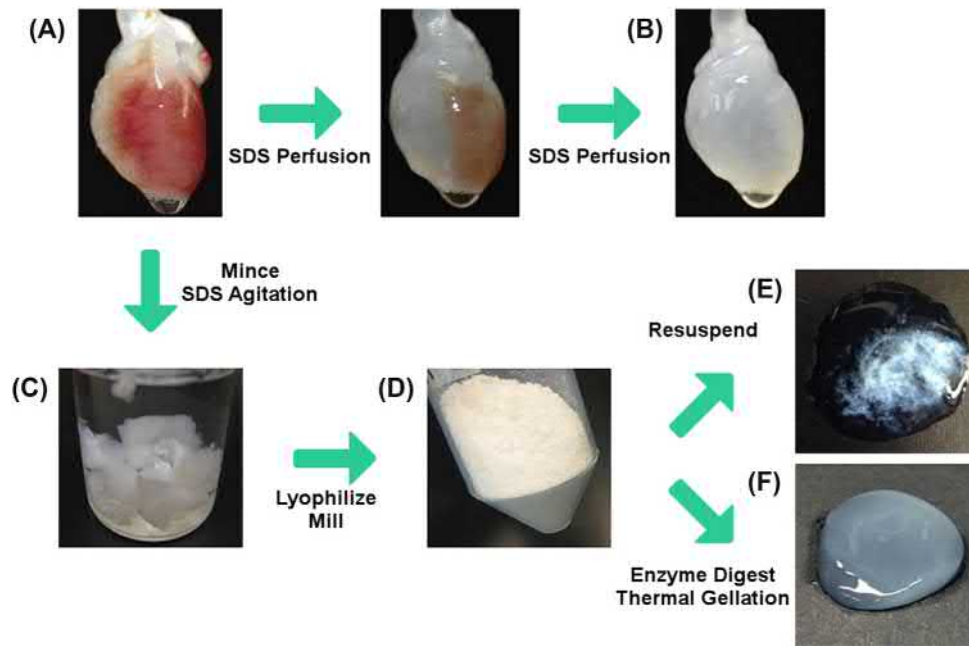 (A)
(B)
SDS Perfusion
SDS Perfusion
Mince
SDS Agitation
(E)
Resuspend
(C)
(D)
Lyophilize
Mill
(F)
Enzyme Digest
Thermal Gellation